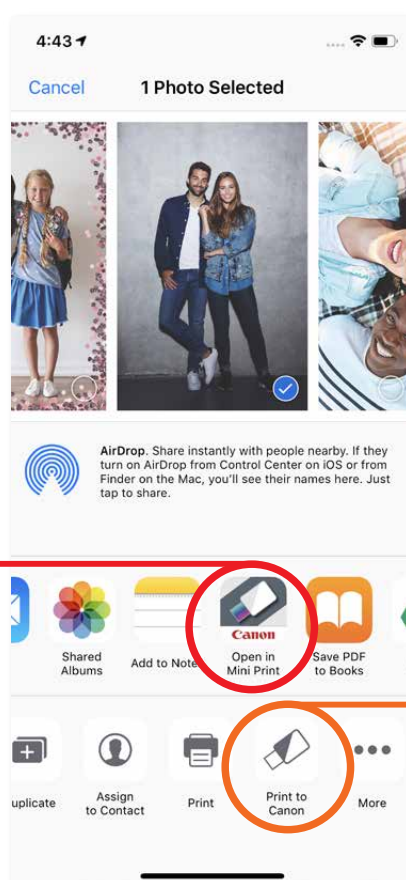 4:43
Cancel
1 Photo Selected
AirDrop. Share instantly with people nearby. If they
turn on AirDrop from Control Center on iOS or from
Finder on the Mac, you'll see their names here. Just
tap to share.
Canon
Shared
Albums
Add to Note
Open in
Mini Print
Save PDF
to Books
uplicate
Assign
to Contact
Print
Print to
Canon
More